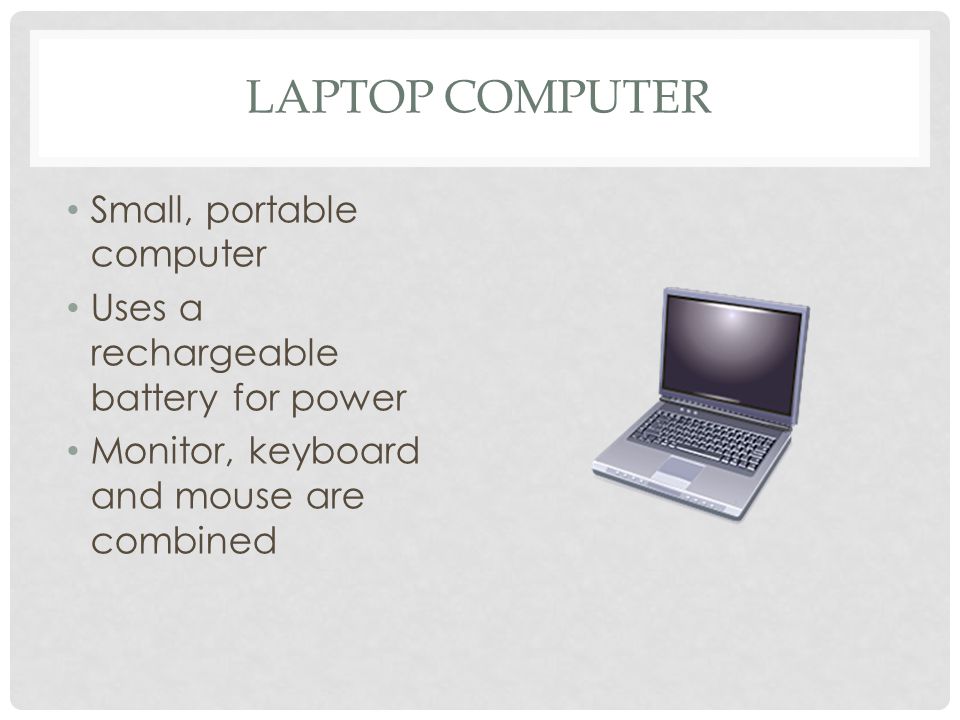 LAPTOP COMPUTER
• Small, portable
computer
• Uses a
rechargeable
battery for power
• Monitor, keyboard
and mouse are
combined